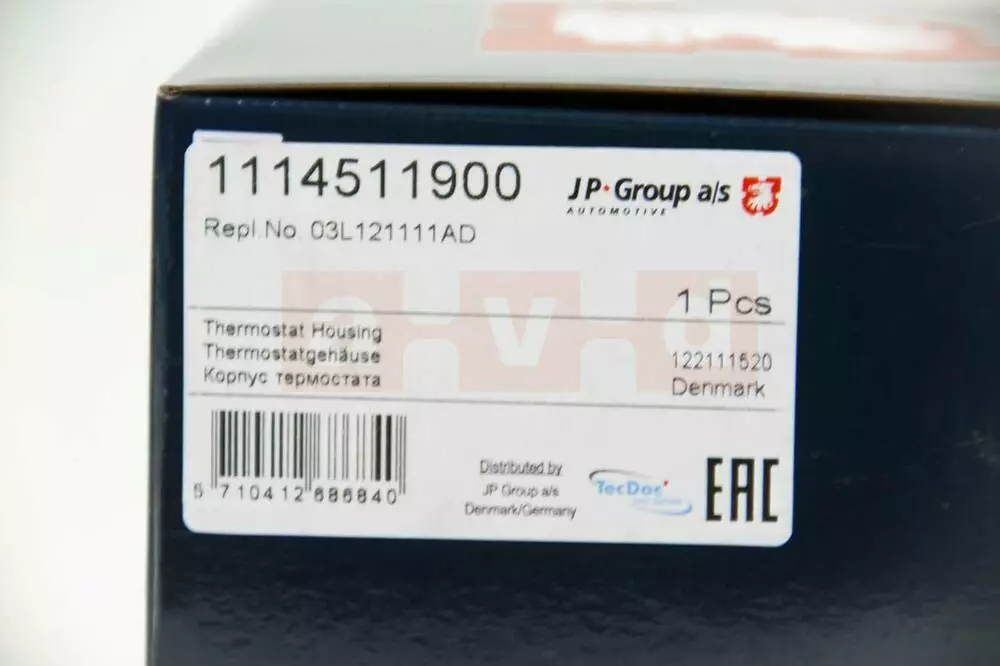 1114511900
JP Group a/s
AUTOMOTIVE
Repl.No. 03L121111AD
1 Pcs
Thermostat Housing
Thermostatgehäuse
Корпус термостата
122111520
Denmark
5 710412 686840
Distributed by
JP Group a/s
Denmark/Germany
TecDoc
EAC